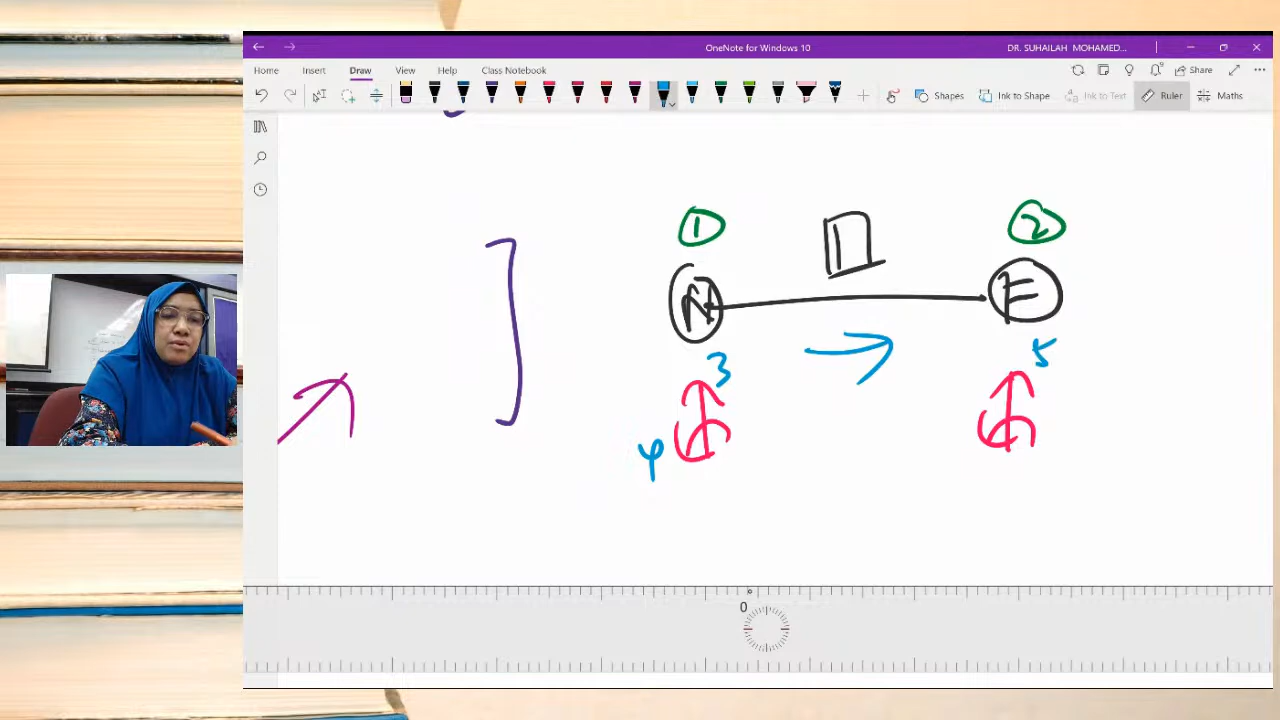 OneNote for Windows 10
DR. SUHAILAH MOHAMED...
Home Insert Draw View Help Class Notebook
Share
Shapes Ink to Shape Ink to Text Ruler Maths
1 2
N F
3 5
4
0